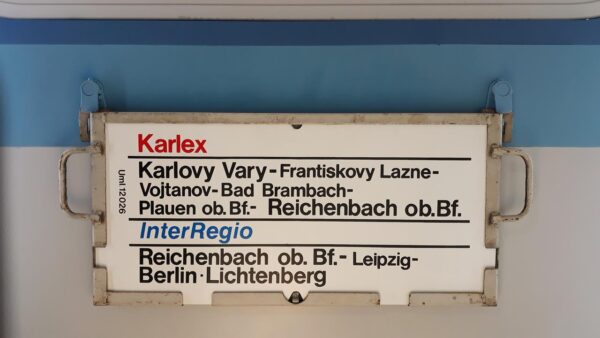 Karlex
Karlovy Vary-Frantiskovy Lazne-
Vojtanov-Bad Brambach-
Plauen ob.Bf.- Reichenbach ob.Bf.
InterRegio
Reichenbach ob. Bf.- Leipzig-
Berlin·Lichtenberg
Uml.12026